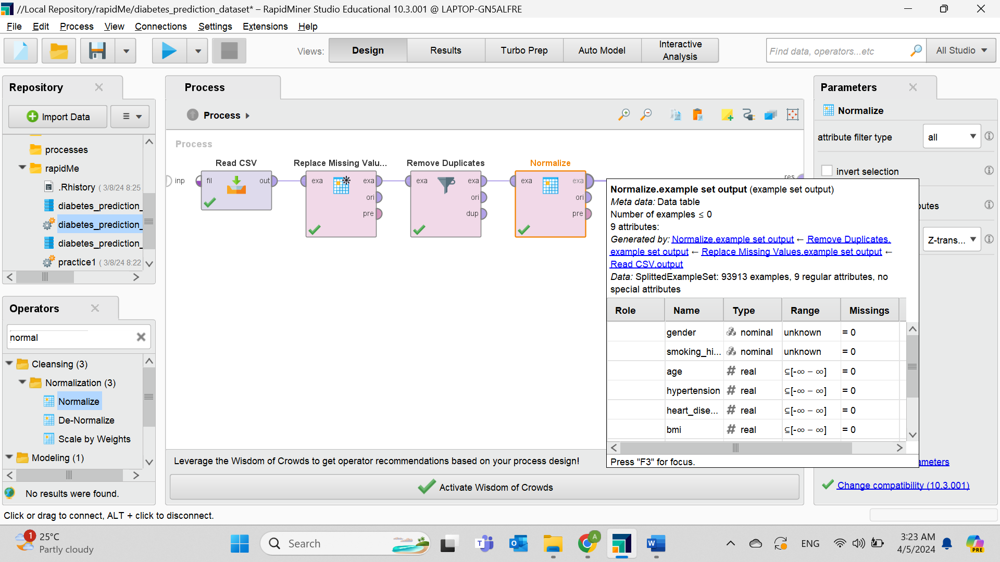 //Local Repository/rapidMe/diabetes_prediction_dataset* – RapidMiner Studio Educational 10.3.001 @ LAPTOP-GN5ALFRE
File Edit Process View Connections Settings Extensions Help
Views: Design Results Turbo Prep Auto Model Interactive Analysis
Find data, operators...etc
All Studio
Repository
Import Data
processes
rapidMe
.Rhistory ( 3/8/24 8:25
diabetes_prediction_
diabetes_prediction_
diabetes_prediction_
practice1 ( 3/8/24 8:22
Operators
normal
Cleansing (3)
Normalization (3)
Normalize
De-Normalize
Scale by Weights
Modeling (1)
No results were found.
Process
Process
Process
Read CSV
Replace Missing Valu...
Remove Duplicates
Normalize
inp
fil out
exa exa
ori
pre
exa exa
ori
dup
exa exa
ori
pre
res
Normalize.example set output (example set output)
Meta data: Data table
Number of examples ≤ 0
9 attributes:
Generated by: Normalize.example set output ← Remove Duplicates.
example set output ← Replace Missing Values.example set output ←
Read CSV.output
Data: SplittedExampleSet: 93913 examples, 9 regular attributes, no
special attributes
Role Name Type Range Missings
gender nominal unknown = 0
smoking_hi... nominal unknown = 0
age # real ⊆[-∞ – ∞] = 0
hypertension # real ⊆[-∞ – ∞] = 0
heart_dise... # real ⊆[-∞ – ∞] = 0
bmi # real ⊆[-∞ – ∞] = 0
Press "F3" for focus.
Leverage the Wisdom of Crowds to get operator recommendations based on your process design!
Activate Wisdom of Crowds
Parameters
Normalize
attribute filter type all
invert selection
butes
Z-trans...
ameters
Change compatibility (10.3.001)
Click or drag to connect, ALT + click to disconnect.
1
25°C
Partly cloudy
Search
A
ENG
3:23 AM
4/5/2024
PRE